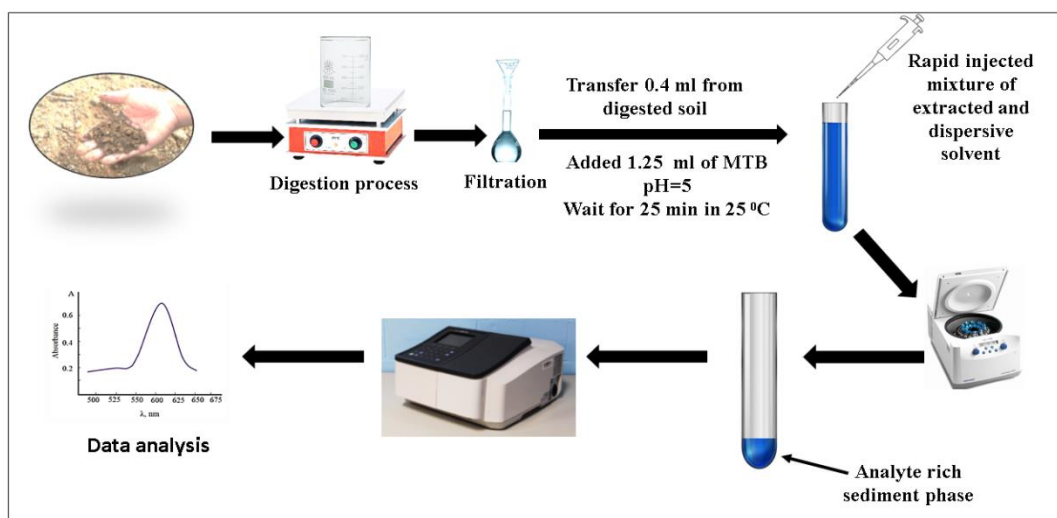 Digestion process
Filtration
Transfer 0.4 ml from
digested soil
Added 1.25 ml of MTB
pH=5
Wait for 25 min in 25 ⁰C
Rapid injected
mixture of
extracted and
dispersive
solvent
A
0.6
0.4
0.2
Absorbance
500 525 550 600 625 650 675
λ, nm
Data analysis
Analyte rich
sediment phase